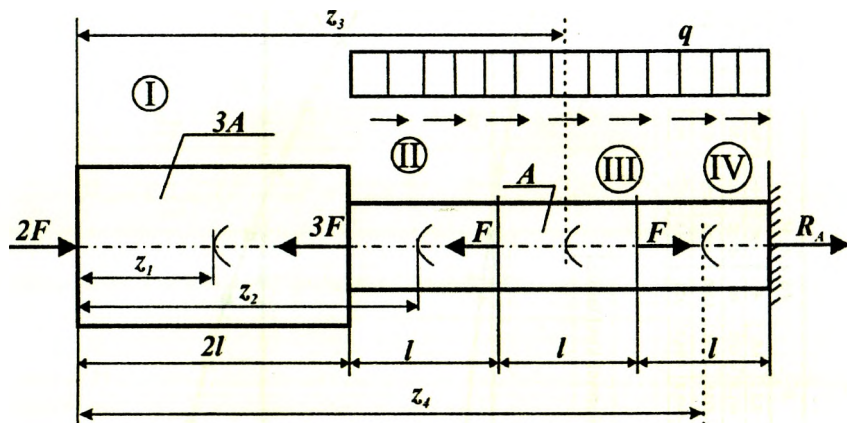 z₃
q
I
3A
II
A
III
IV
2F
3F
F
F
R_A
z₁
z₂
2l
l
l
l
z₄